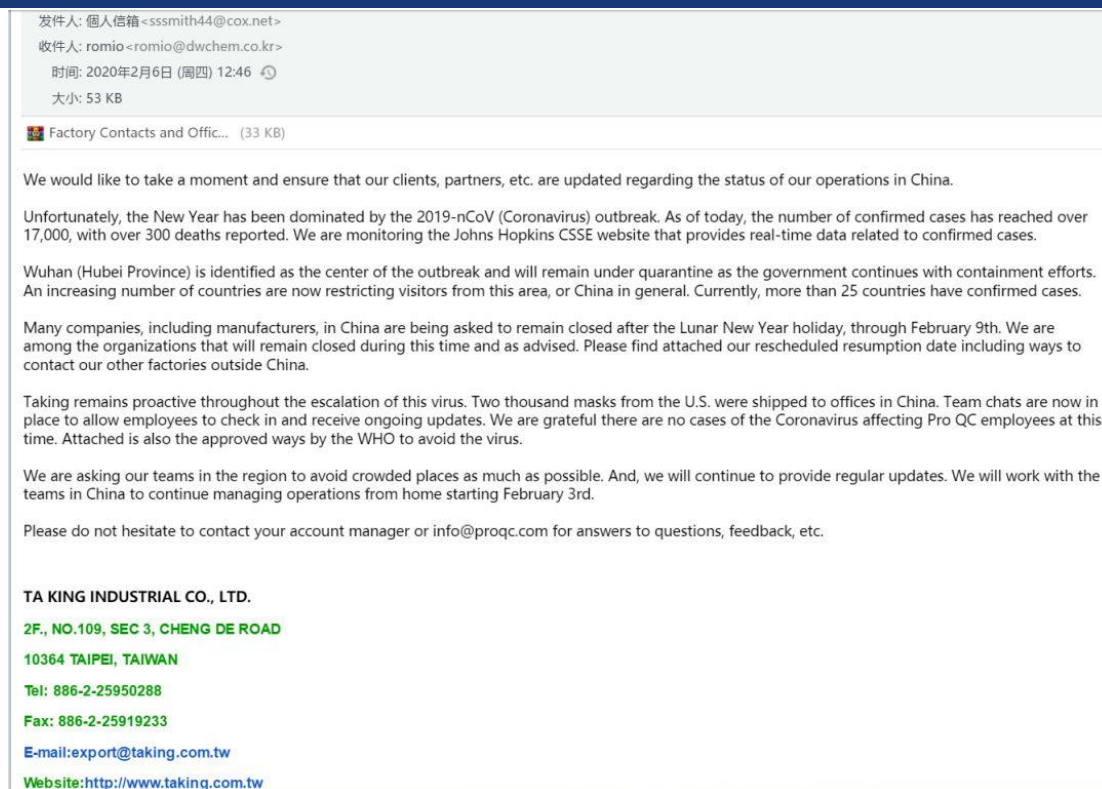 发件人: 個人信箱<sssmith44@cox.net>
收件人: romio<romio@dwchem.co.kr>
时间: 2020年2月6日 (周四) 12:46
大小: 53 KB
Factory Contacts and Offic... (33 KB)
We would like to take a moment and ensure that our clients, partners, etc. are updated regarding the status of our operations in China.
Unfortunately, the New Year has been dominated by the 2019-nCoV (Coronavirus) outbreak. As of today, the number of confirmed cases has reached over
17,000, with over 300 deaths reported. We are monitoring the Johns Hopkins CSSE website that provides real-time data related to confirmed cases.
Wuhan (Hubei Province) is identified as the center of the outbreak and will remain under quarantine as the government continues with containment efforts.
An increasing number of countries are now restricting visitors from this area, or China in general. Currently, more than 25 countries have confirmed cases.
Many companies, including manufacturers, in China are being asked to remain closed after the Lunar New Year holiday, through February 9th. We are
among the organizations that will remain closed during this time and as advised. Please find attached our rescheduled resumption date including ways to
contact our other factories outside China.
Taking remains proactive throughout the escalation of this virus. Two thousand masks from the U.S. were shipped to offices in China. Team chats are now in
place to allow employees to check in and receive ongoing updates. We are grateful there are no cases of the Coronavirus affecting Pro QC employees at this
time. Attached is also the approved ways by the WHO to avoid the virus.
We are asking our teams in the region to avoid crowded places as much as possible. And, we will continue to provide regular updates. We will work with the
teams in China to continue managing operations from home starting February 3rd.
Please do not hesitate to contact your account manager or info@proqc.com for answers to questions, feedback, etc.
TA KING INDUSTRIAL CO., LTD.
2F., NO.109, SEC 3, CHENG DE ROAD
10364 TAIPEI, TAIWAN
Tel: 886-2-25950288
Fax: 886-2-25919233
E-mail:export@taking.com.tw
Website:http://www.taking.com.tw